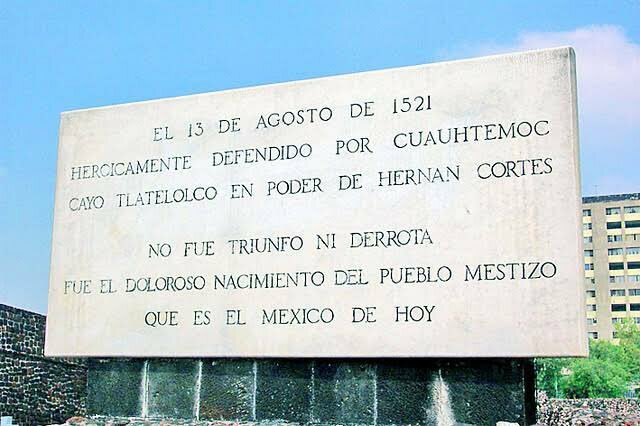 EL 13 DE AGOSTO DE 1521
HEROICAMENTE DEFENDIDO POR CUAUHTEMOC
CAYO TLATELOLCO EN PODER DE HERNAN CORTES
NO FUE TRIUNFO NI DERROTA
FUE EL DOLOROSO NACIMIENTO DEL PUEBLO MESTIZO
QUE ES EL MEXICO DE HOY